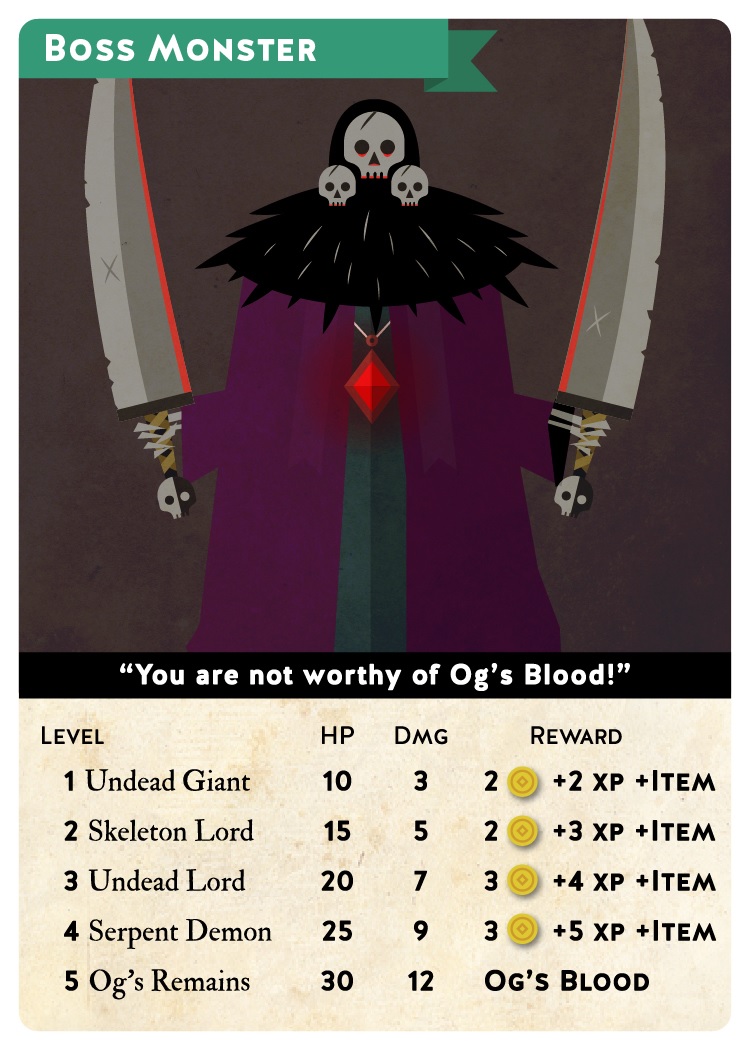 Boss Monster
“You are not worthy of Og’s Blood!”
Level HP Dmg Reward
1 Undead Giant 10 3 2 +2 XP +Item
2 Skeleton Lord 15 5 2 +3 XP +Item
3 Undead Lord 20 7 3 +4 XP +Item
4 Serpent Demon 25 9 3 +5 XP +Item
5 Og’s Remains 30 12 Og’s Blood